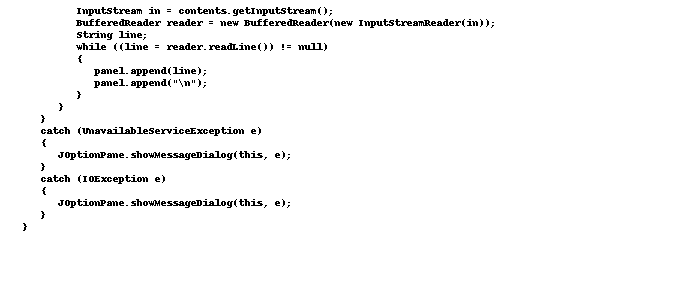 InputStream in = contents.getInputStream();
BufferedReader reader = new BufferedReader(new InputStreamReader(in));
String line;
while ((line = reader.readLine()) != null)
{
panel.append(line);
panel.append("\n");
}
}
}
catch (UnavailableServiceException e)
{
JOptionPane.showMessageDialog(this, e);
}
catch (IOException e)
{
JOptionPane.showMessageDialog(this, e);
}
}